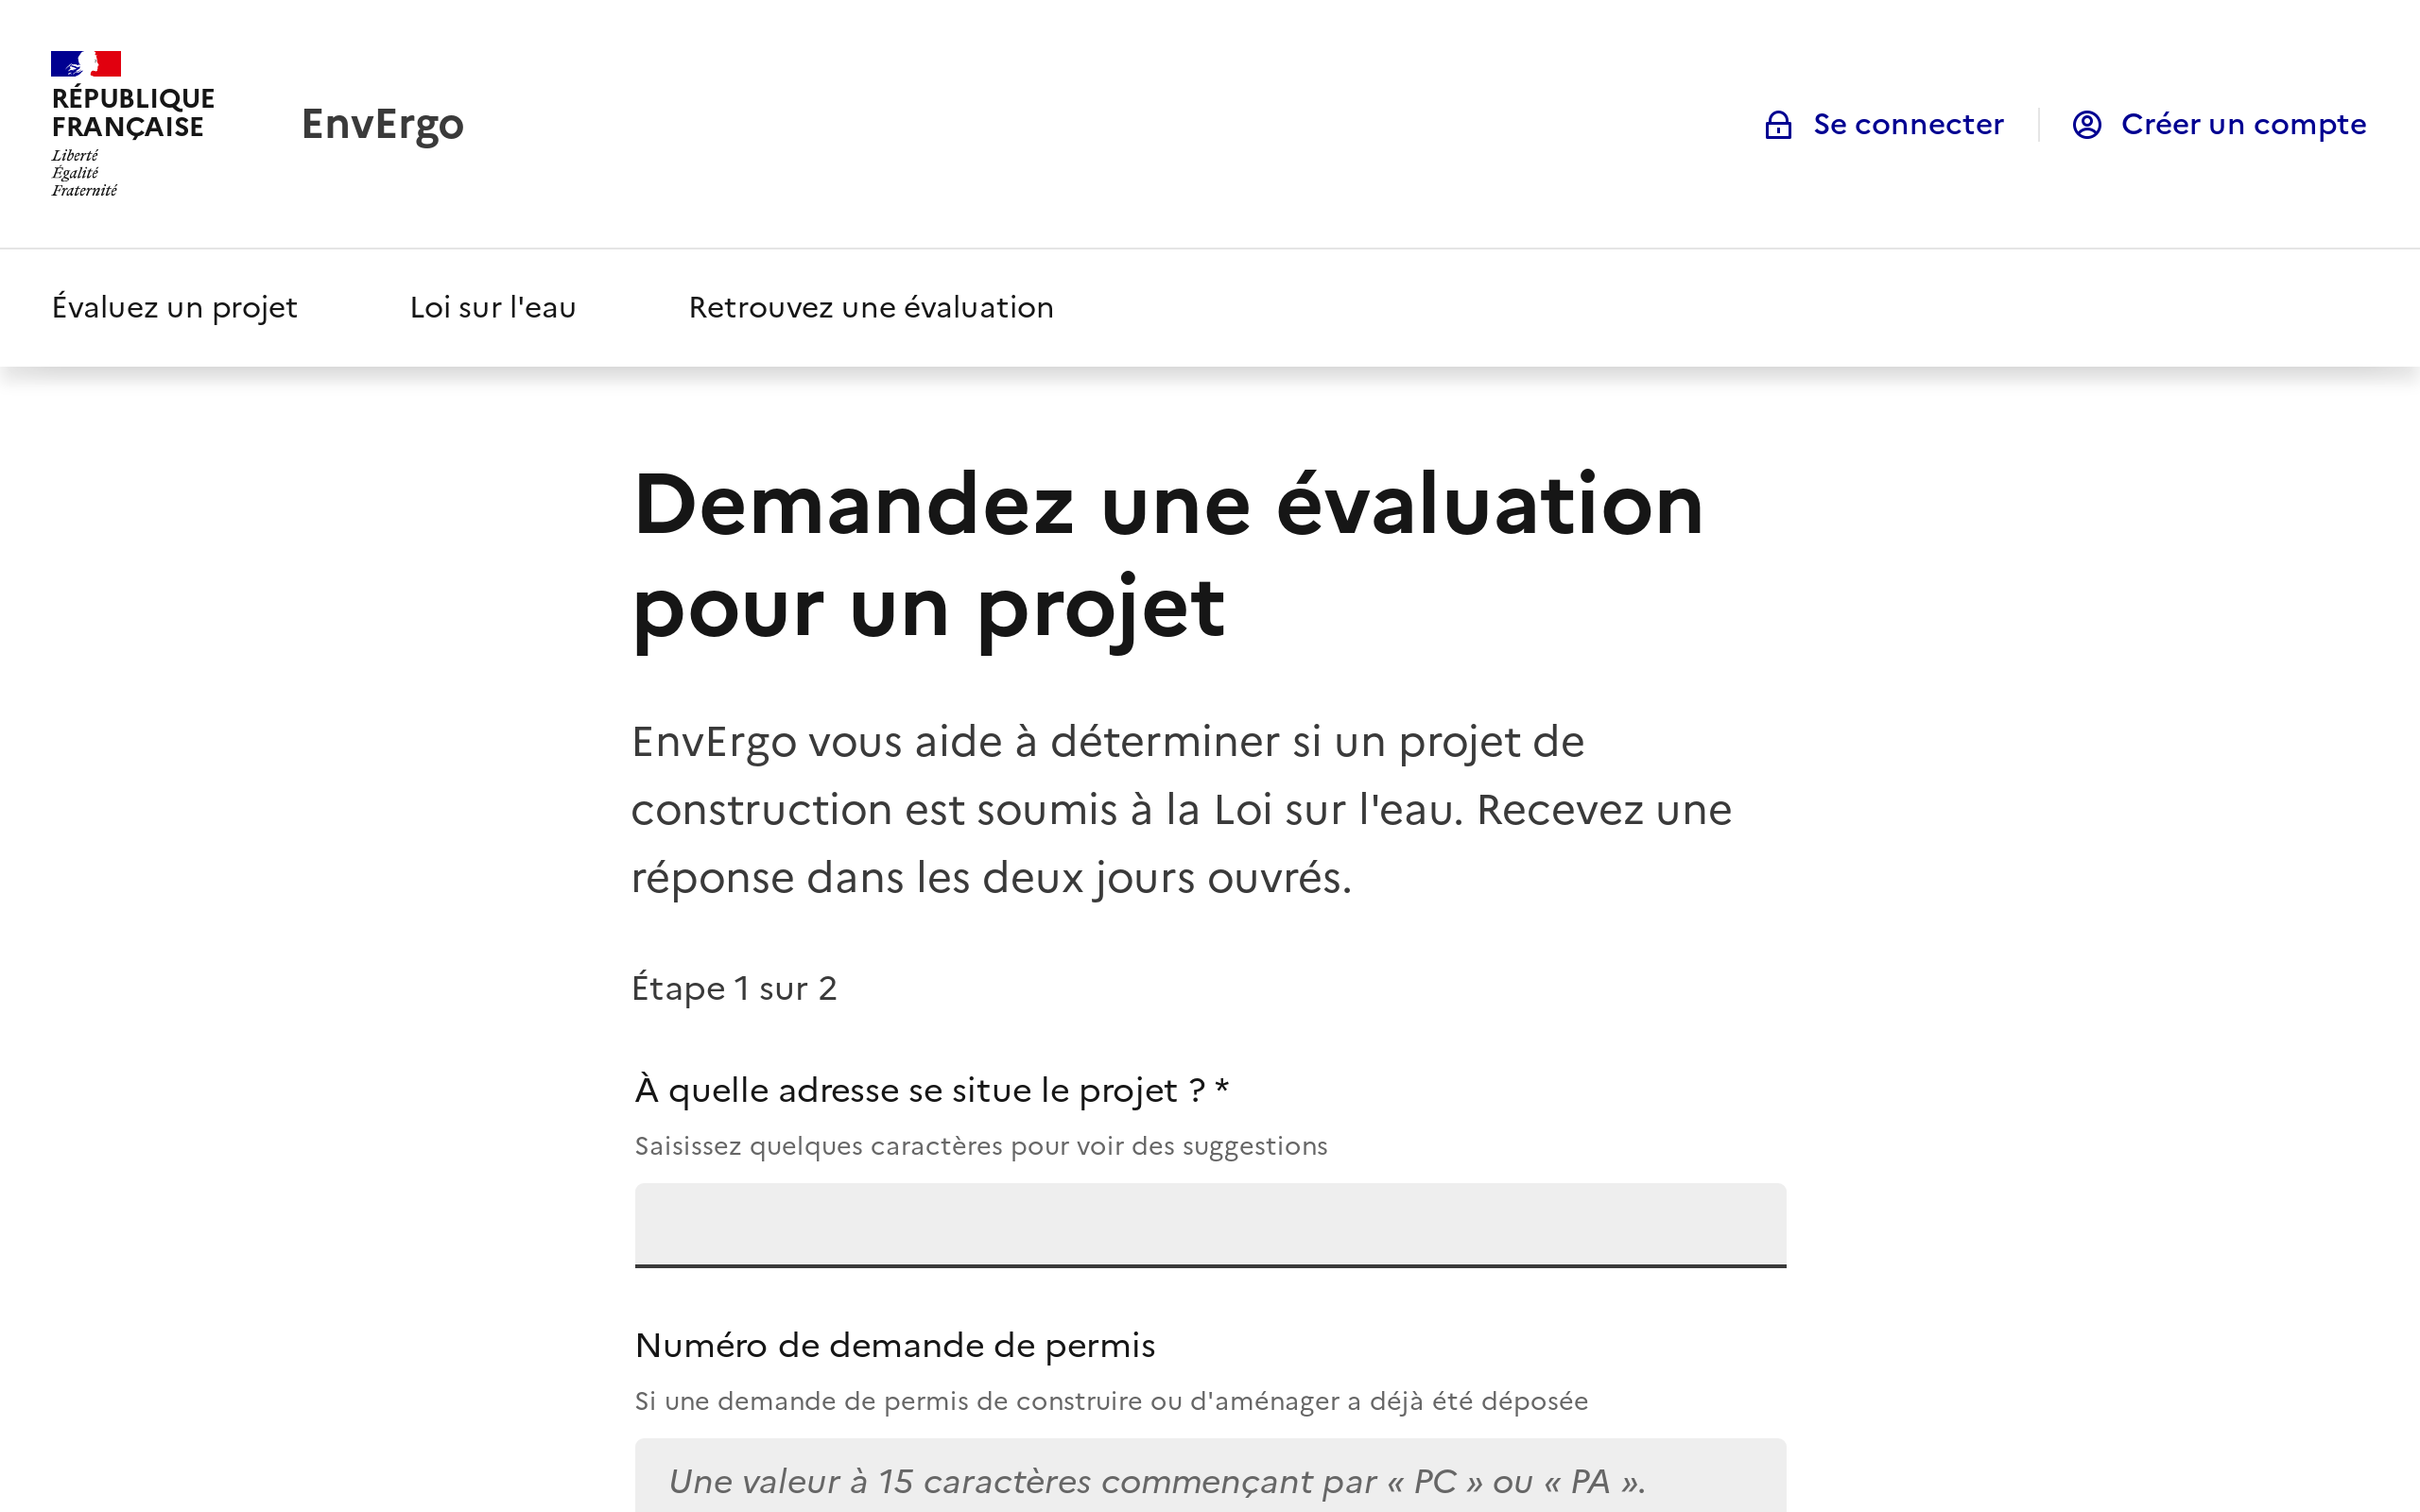 RÉPUBLIQUE
FRANÇAISE
Liberté
Égalité
Fraternité
EnvErgo
Se connecter
Créer un compte
Évaluez un projet
Loi sur l'eau
Retrouvez une évaluation
Demandez une évaluation
pour un projet
EnvErgo vous aide à déterminer si un projet de
construction est soumis à la Loi sur l'eau. Recevez une
réponse dans les deux jours ouvrés.
Étape 1 sur 2
À quelle adresse se situe le projet ? *
Saisissez quelques caractères pour voir des suggestions
Numéro de demande de permis
Si une demande de permis de construire ou d'aménager a déjà été déposée
Une valeur à 15 caractères commençant par « PC » ou « PA ».